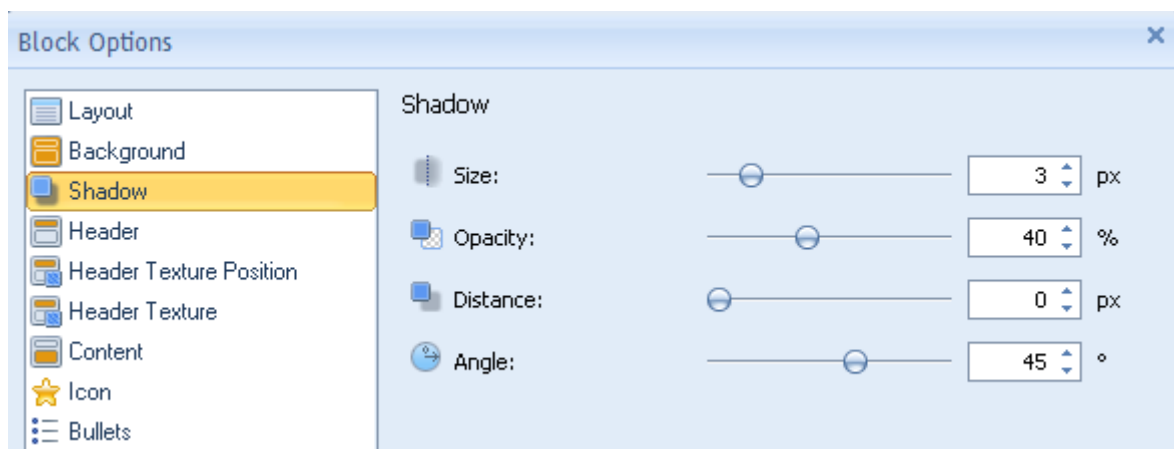 Block Options
Layout
Background
Shadow
Header
Header Texture Position
Header Texture
Content
Icon
Bullets
Shadow
Size: 3 px
Opacity: 40 %
Distance: 0 px
Angle: 45 °